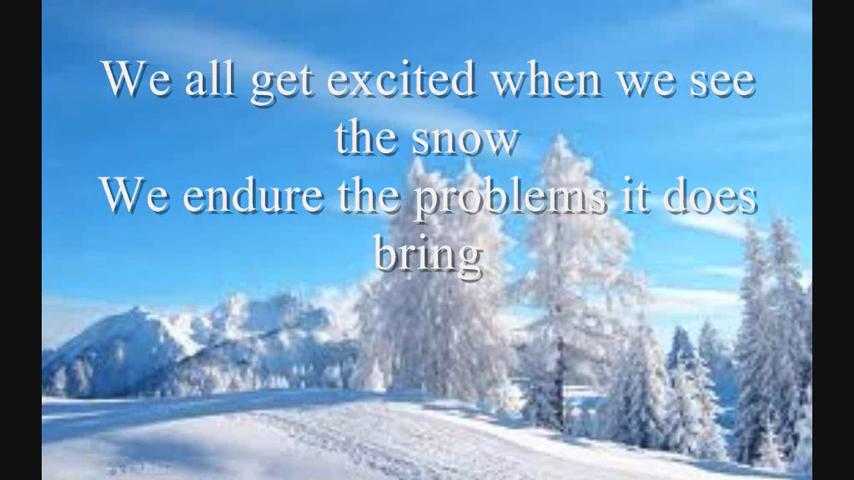 We all get excited when we see
the snow
We endure the problems it does
bring